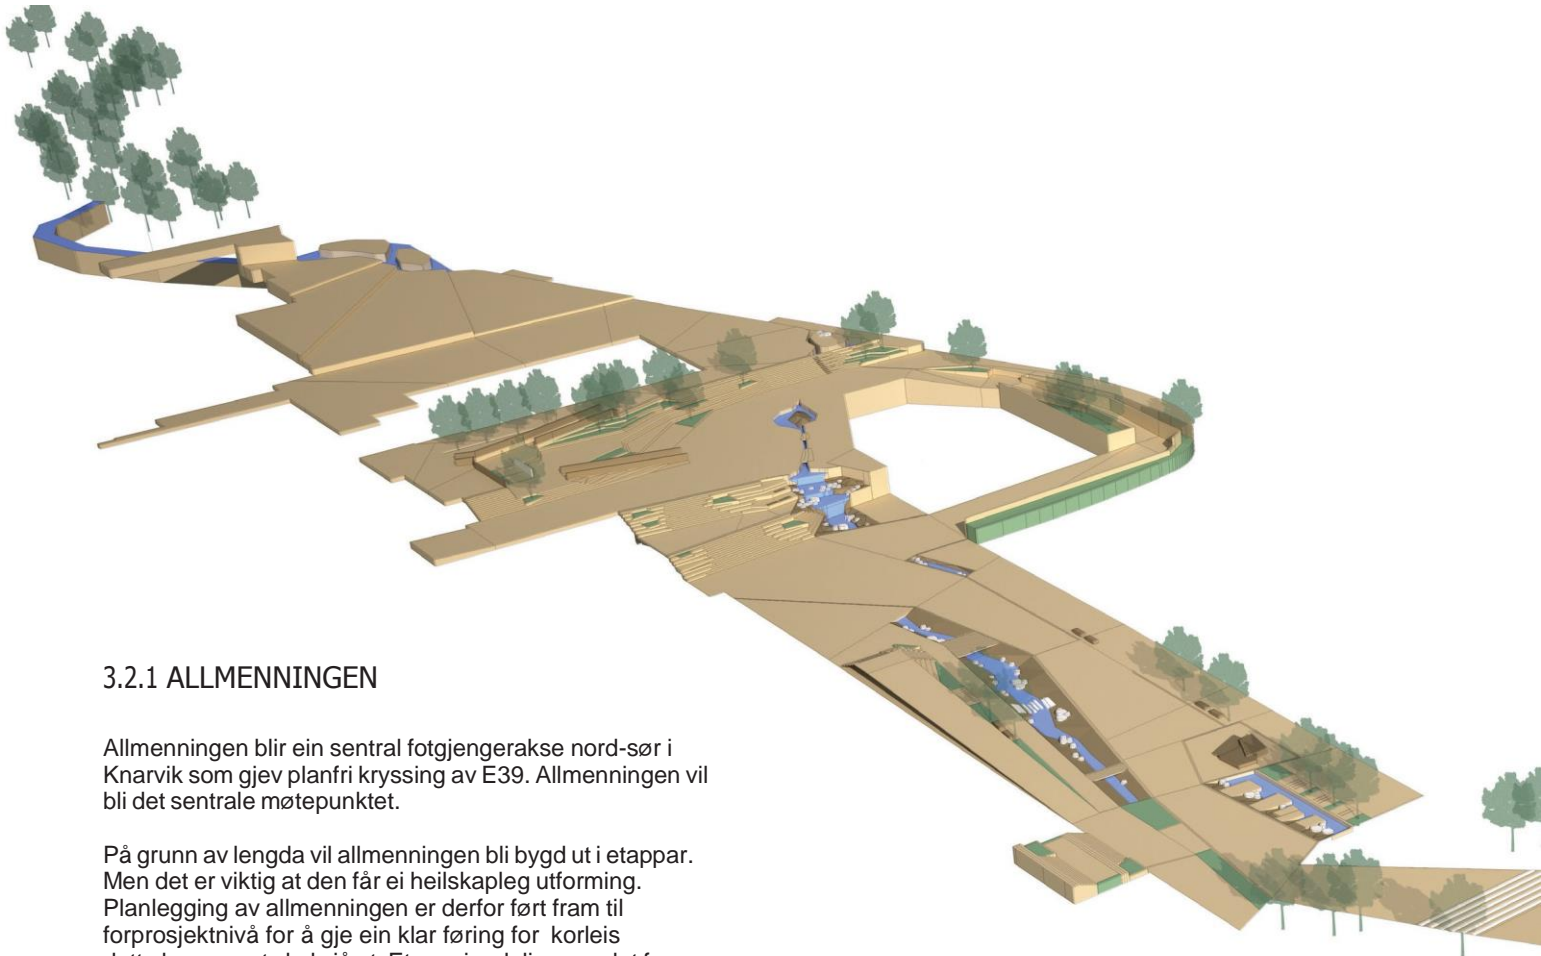 3.2.1 ALLMENNINGEN
Allmenningen blir ein sentral fotgjengerakse nord-sør i
Knarvik som gjev planfri kryssing av E39. Allmenningen vil
bli det sentrale møtepunktet.
På grunn av lengda vil allmenningen bli bygd ut i etappar.
Men det er viktig at den får ei heilskapleg utforming.
Planlegging av allmenningen er derfor ført fram til
forprosjektnivå for å gje ein klar føring for korleis